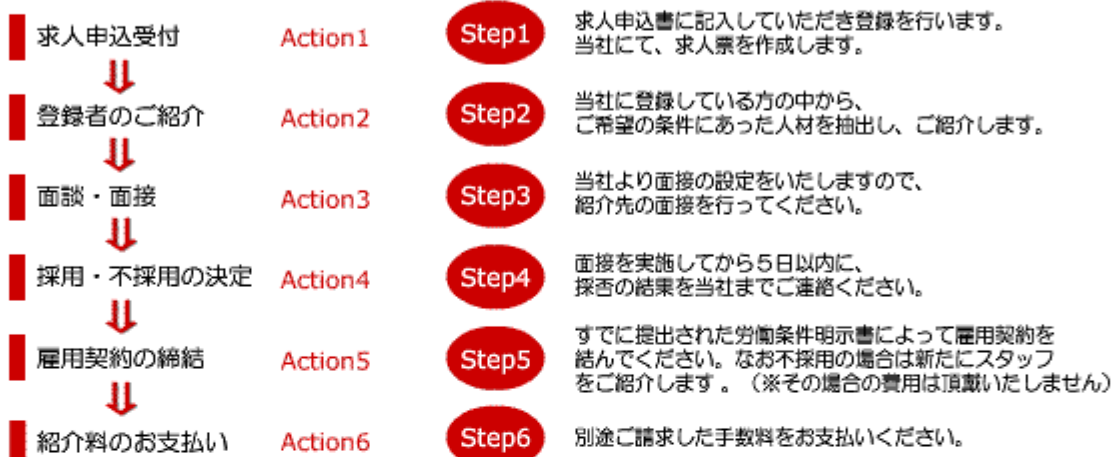 求人申込受付 Action1 Step1 求人申込書に記入していただき登録を行います。
当社にて、求人票を作成します。
登録者のご紹介 Action2 Step2 当社に登録している方の中から、
ご希望の条件にあった人材を抽出し、ご紹介します。
面談・面接 Action3 Step3 当社より面接の設定をいたしますので、
紹介先の面接を行ってください。
採用・不採用の決定 Action4 Step4 面接を実施してから５日以内に、
採否の結果を当社までご連絡ください。
雇用契約の締結 Action5 Step5 すでに提出された労働条件明示書によって雇用契約を
結んでください。なお不採用の場合は新たにスタッフ
をご紹介します 。（※その場合の費用は頂戴いたしません）
紹介料のお支払い Action6 Step6 別途ご請求した手数料をお支払いください。